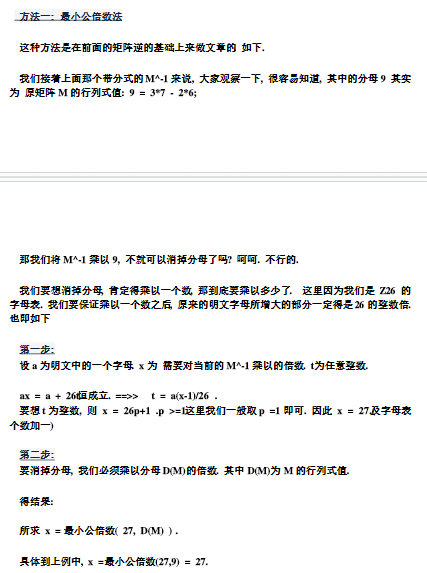 方法一: 最小公倍数法
这种方法是在前面的矩阵逆的基础上来做文章的 如下.
我们接着上面那个带分式的M^-1来说, 大家观察一下, 很容易知道, 其中的分母9 其实
为 原矩阵M的行列式值: 9 = 3*7 - 2*6;
那我们将M^-1乘以9, 不就可以消掉分母了吗? 呵呵. 不行的.
我们要想消掉分母, 肯定得乘以一个数, 那到底要乘以多少了. 这里因为我们是 Z26 的
字母表. 我们要保证乘以一个数之后, 原来的明文字母所增大的部分一定得是26的整数倍.
也即如下
第一步:
设a为明文中的一个字母. x为 需要对当前的M^-1乘以的倍数. t为任意整数.
ax = a + 26t恒成立. ==>> t = a(x-1)/26 .
要想t为整数, 则 x = 26p+1 .p >=1这里我们一般取p =1即可. 因此 x = 27.及字母表
个数加一)
第二步:
要消掉分母, 我们必须乘以分母D(M)的倍数. 其中D(M)为M的行列式值.
得结果:
所求 x = 最小公倍数( 27, D(M) ) .
具体到上例中, x =最小公倍数(27,9) = 27.